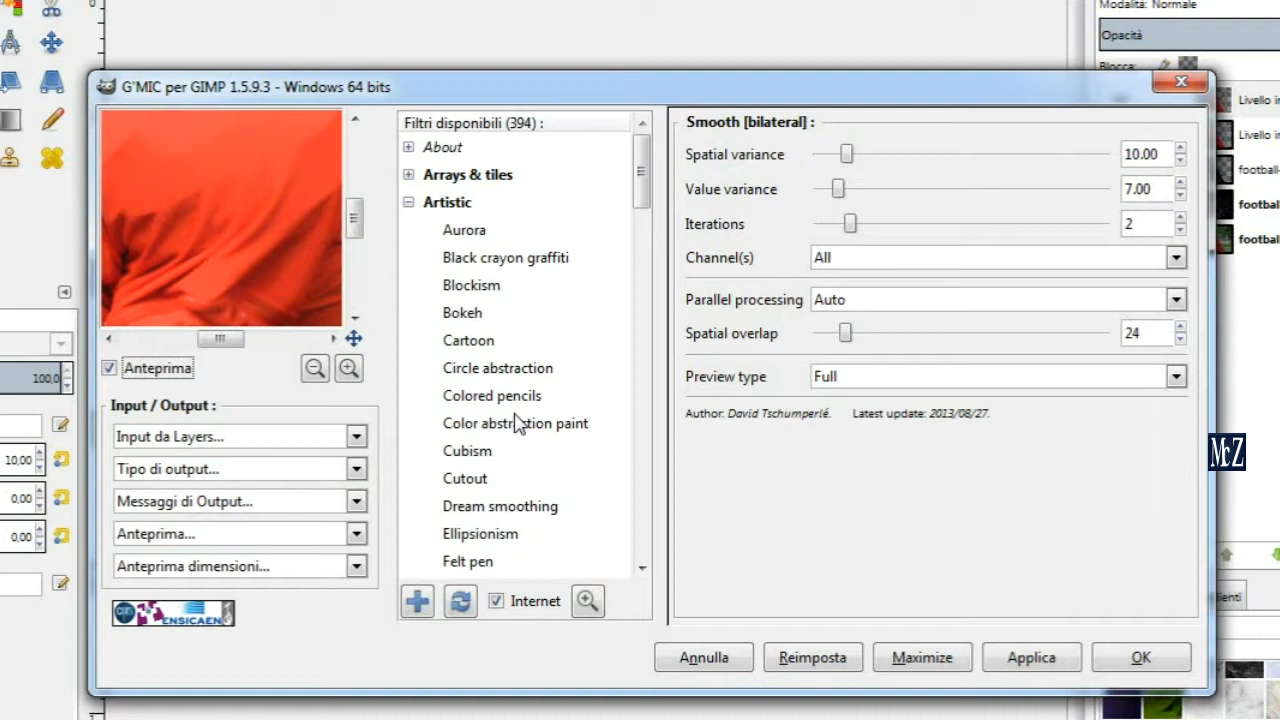 Modalità: Normale
Opacità
Blocca:
G'MIC per GIMP 1.5.9.3 - Windows 64 bits
Filtri disponibili (394) :
About
Arrays & tiles
Artistic
Aurora
Black crayon graffiti
Blockism
Bokeh
Cartoon
Circle abstraction
Colored pencils
Color abstraction paint
Cubism
Cutout
Dream smoothing
Ellipsionism
Felt pen
Internet
Anteprima
Input / Output :
Input da Layers...
Tipo di output...
Messaggi di Output...
Anteprima...
Anteprima dimensioni...
cnrs
ENSICAEN
Smooth [bilateral] :
Spatial variance 10.00
Value variance 7.00
Iterations 2
Channel(s) All
Parallel processing Auto
Spatial overlap 24
Preview type Full
Author: David Tschumperlé. Latest update: 2013/08/27.
Annulla
Reimposta
Maximize
Applica
OK
100,0
10,00
0,00
0,00
Livello
Livello
McZ